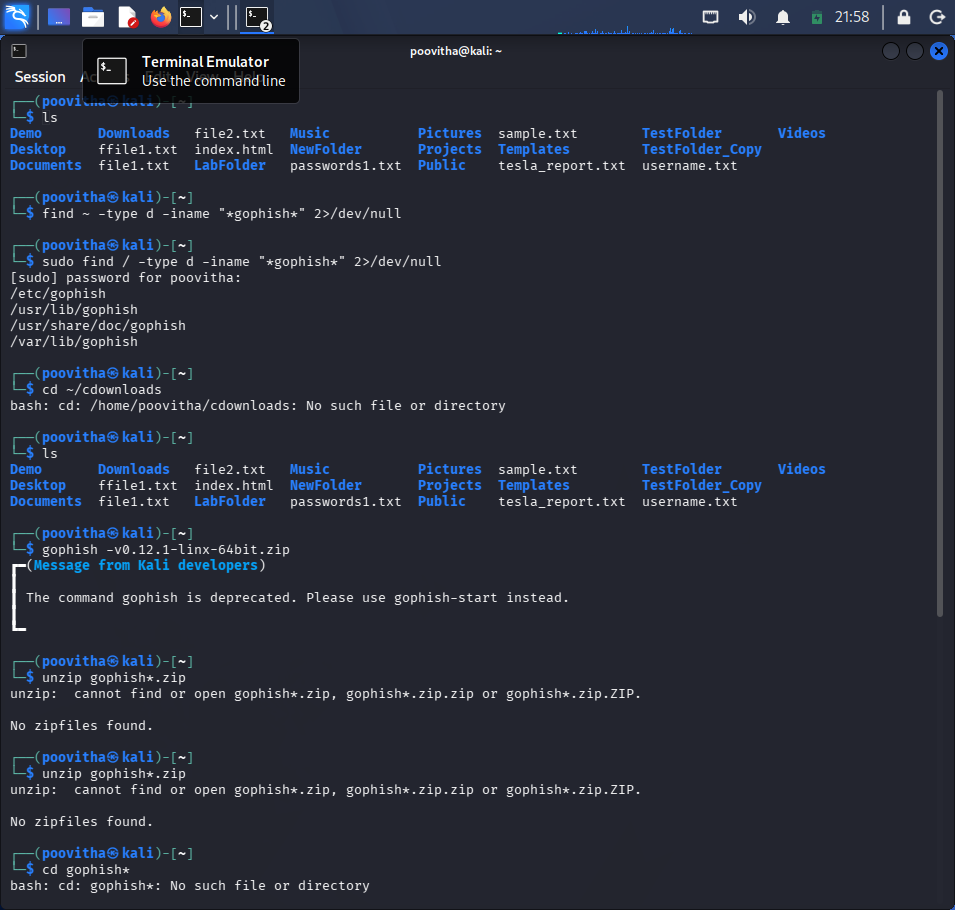 21:58
2
poovitha@kali: ~
Terminal Emulator
Use the command line
Session
┌──(poovitha㉿kali)-[~]
└─$ ls
Demo Downloads file2.txt Music Pictures sample.txt TestFolder Videos
Desktop ffile1.txt index.html NewFolder Projects Templates TestFolder_Copy
Documents file1.txt LabFolder passwords1.txt Public tesla_report.txt username.txt
┌──(poovitha㉿kali)-[~]
└─$ find ~ -type d -iname "*gophish*" 2>/dev/null
┌──(poovitha㉿kali)-[~]
└─$ sudo find / -type d -iname "*gophish*" 2>/dev/null
[sudo] password for poovitha:
/etc/gophish
/usr/lib/gophish
/usr/share/doc/gophish
/var/lib/gophish
┌──(poovitha㉿kali)-[~]
└─$ cd ~/cdownloads
bash: cd: /home/poovitha/cdownloads: No such file or directory
┌──(poovitha㉿kali)-[~]
└─$ ls
Demo Downloads file2.txt Music Pictures sample.txt TestFolder Videos
Desktop ffile1.txt index.html NewFolder Projects Templates TestFolder_Copy
Documents file1.txt LabFolder passwords1.txt Public tesla_report.txt username.txt
┌──(poovitha㉿kali)-[~]
└─$ gophish -v0.12.1-linx-64bit.zip
(Message from Kali developers)
The command gophish is deprecated. Please use gophish-start instead.
┌──(poovitha㉿kali)-[~]
└─$ unzip gophish*.zip
unzip:  cannot find or open gophish*.zip, gophish*.zip.zip or gophish*.zip.ZIP.
No zipfiles found.
┌──(poovitha㉿kali)-[~]
└─$ unzip gophish*.zip
unzip:  cannot find or open gophish*.zip, gophish*.zip.zip or gophish*.zip.ZIP.
No zipfiles found.
┌──(poovitha㉿kali)-[~]
└─$ cd gophish*
bash: cd: gophish*: No such file or directory